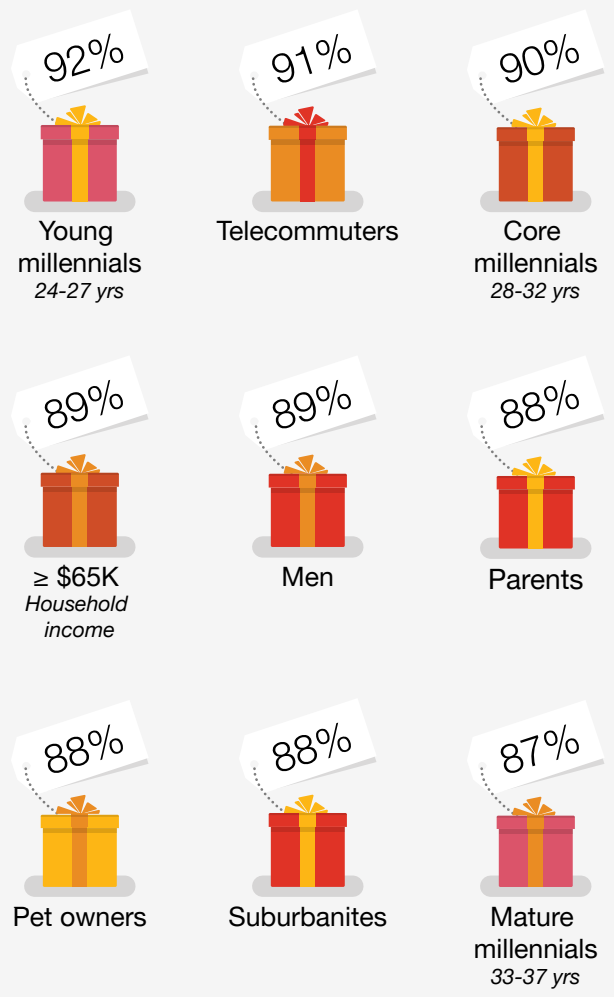 92%
91%
90%
Young
millennials
24-27 yrs
Telecommuters
Core
millennials
28-32 yrs
89%
89%
88%
≥ $65K
Household
income
Men
Parents
88%
88%
87%
Pet owners
Suburbanites
Mature
millennials
33-37 yrs